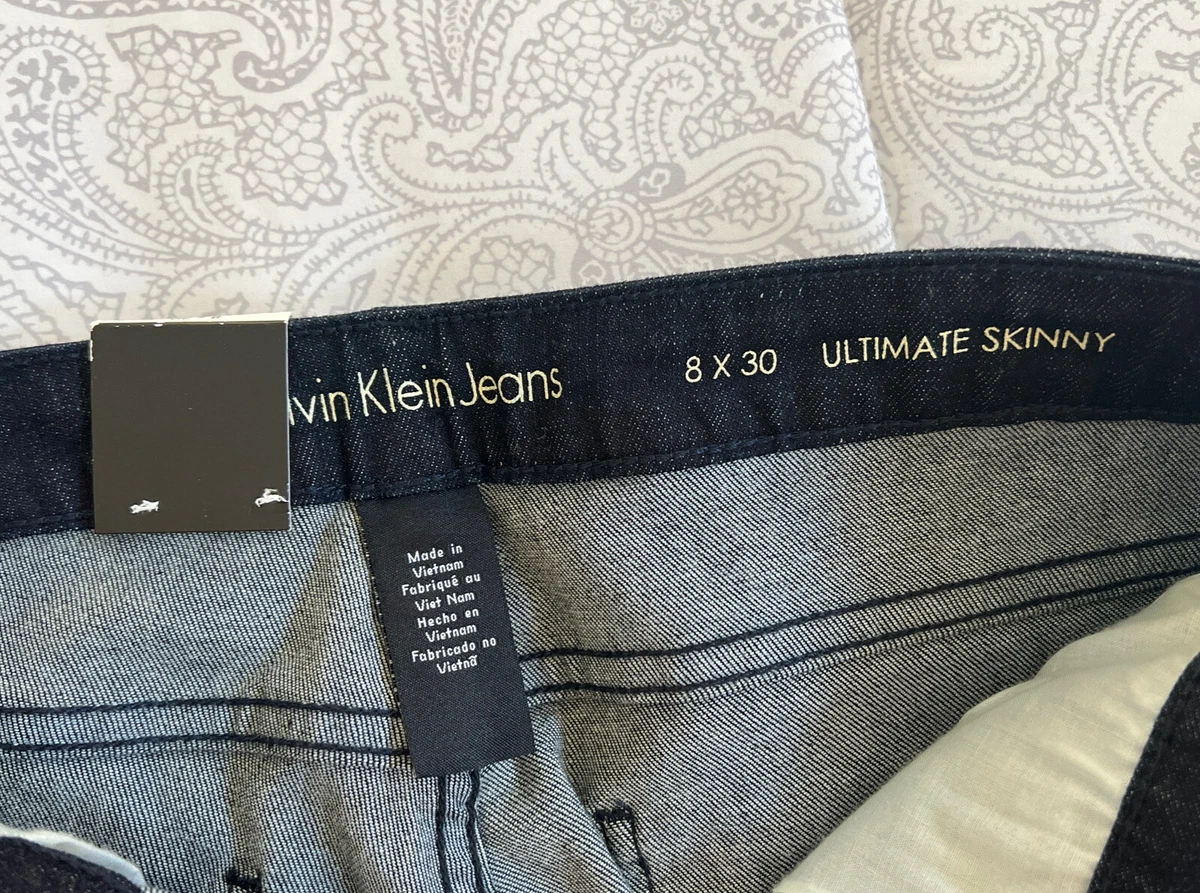 lvin Klein Jeans
8 X 30
ULTIMATE SKINNY
Made in
Vietnam
Fabriqué au
Viet Nam
Hecho en
Vietnam
Fabricado no
Vietnã